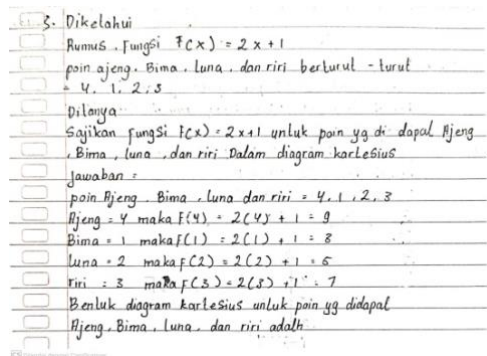 3. Diketahui
Rumus Fungsi F(x) = 2x+1
poin ajeng, Bima, luna, dan riri berturut-turut
= 4, 1, 2, 3
Ditanya
Sajikan fungsi F(x) = 2x+1 untuk poin yg di dapat Ajeng
, Bima, luna, dan riri Dalam diagram kartesius
Jawaban =
poin Ajeng, Bima, luna dan riri = 4, 1, 2, 3
Ajeng = 4 maka F(4) = 2(4) + 1 = 9
Bima = 1 maka F(1) = 2(1) + 1 = 3
luna = 2 maka F(2) = 2(2) + 1 = 5
riri = 3 maka F(3) = 2(3) + 1 = 7
Bentuk diagram kartesius untuk poin yg didapat
Ajeng, Bima, luna, dan riri adalh